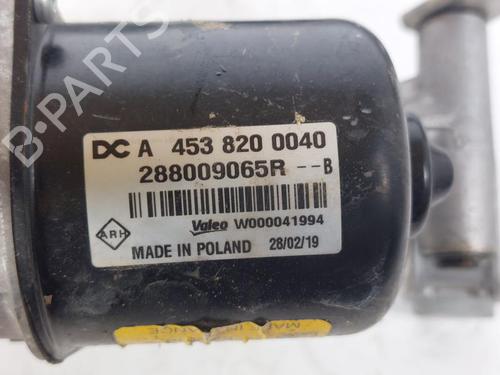 B-PARTS
DC A 453 820 0040
288009065R --B
Valeo W000041994
ARH
MADE IN POLAND 28/02/19